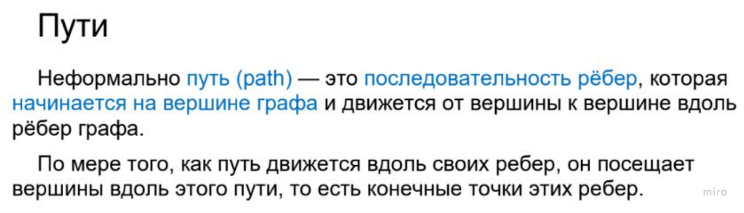 Пути
Неформально путь (path) — это последовательность рёбер, которая
начинается на вершине графа и движется от вершины к вершине вдоль
рёбер графа.
По мере того, как путь движется вдоль своих ребер, он посещает
вершины вдоль этого пути, то есть конечные точки этих ребер.
miro